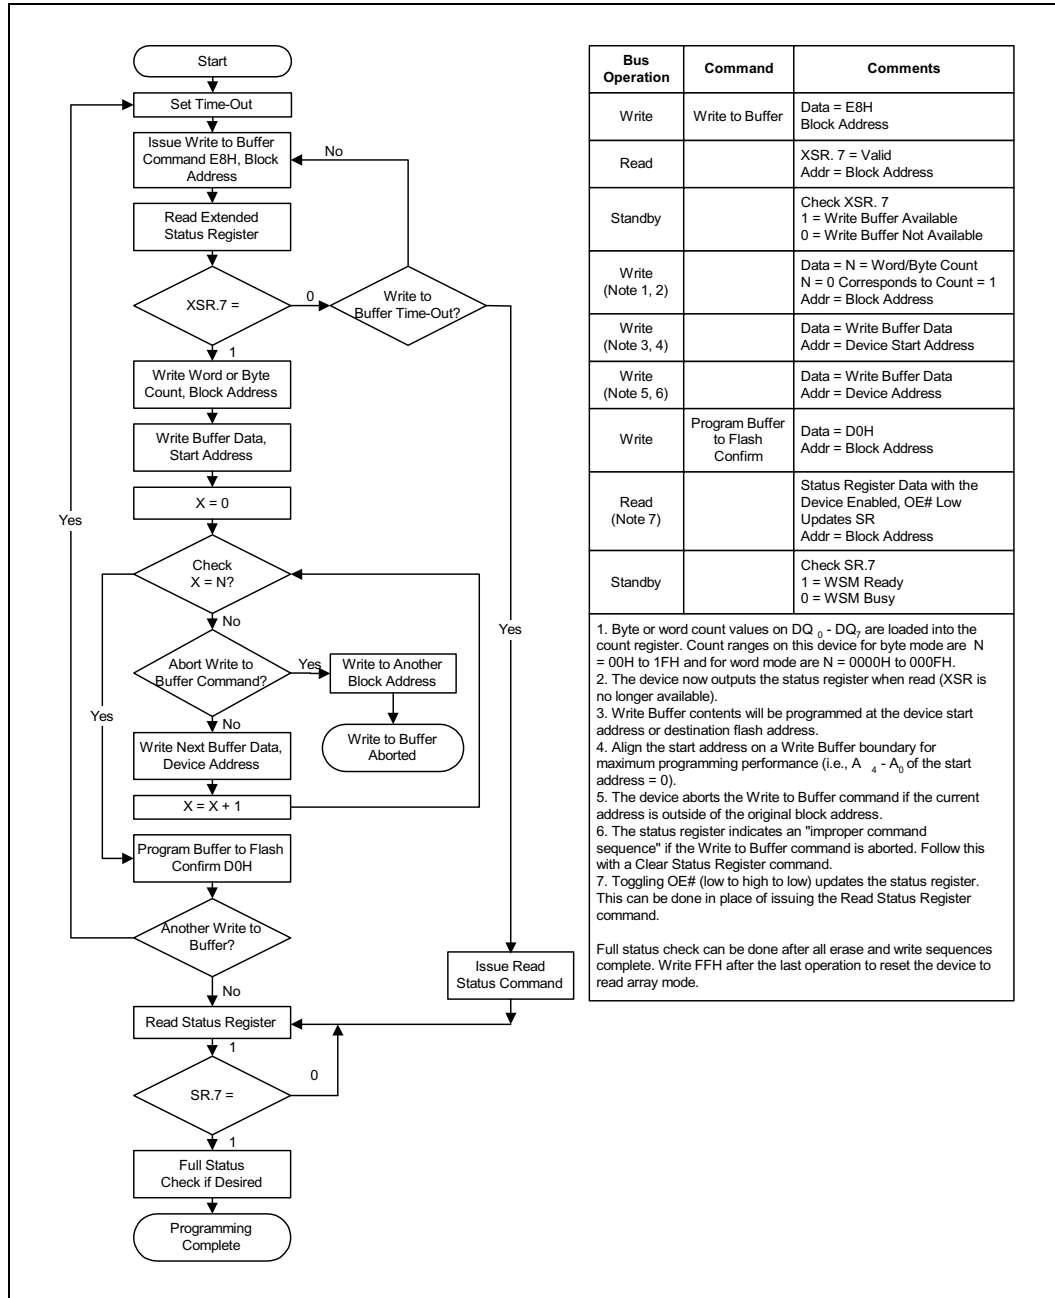 Start
Set Time-Out
Issue Write to Buffer
Command E8H, Block
Address
No
Read Extended
Status Register
XSR.7 =
0
Write to
Buffer Time-Out?
1
Write Word or Byte
Count, Block Address
Write Buffer Data,
Start Address
X = 0
Yes
Check
X = N?
No
Yes
Abort Write to
Buffer Command?
Yes
Write to Another
Block Address
Yes
No
Write to Buffer
Aborted
Write Next Buffer Data,
Device Address
X = X + 1
Program Buffer to Flash
Confirm D0H
Another Write to
Buffer?
Issue Read
Status Command
No
Read Status Register
1
0
SR.7 =
1
Full Status
Check if Desired
Programming
Complete
Bus
Operation
Command
Comments
Write
Write to Buffer
Data = E8H
Block Address
Read
XSR. 7 = Valid
Addr = Block Address
Standby
Check XSR. 7
1 = Write Buffer Available
0 = Write Buffer Not Available
Write
(Note 1, 2)
Data = N = Word/Byte Count
N = 0 Corresponds to Count = 1
Addr = Block Address
Write
(Note 3, 4)
Data = Write Buffer Data
Addr = Device Start Address
Write
(Note 5, 6)
Data = Write Buffer Data
Addr = Device Address
Write
Program Buffer
to Flash
Confirm
Data = D0H
Addr = Block Address
Read
(Note 7)
Status Register Data with the
Device Enabled, OE# Low
Updates SR
Addr = Block Address
Standby
Check SR.7
1 = WSM Ready
0 = WSM Busy
1. Byte or word count values on DQ 0 - DQ7 are loaded into the
count register. Count ranges on this device for byte mode are N
= 00H to 1FH and for word mode are N = 0000H to 000FH.
2. The device now outputs the status register when read (XSR is
no longer available).
3. Write Buffer contents will be programmed at the device start
address or destination flash address.
4. Align the start address on a Write Buffer boundary for
maximum programming performance (i.e., A 4 - A0 of the start
address = 0).
5. The device aborts the Write to Buffer command if the current
address is outside of the original block address.
6. The status register indicates an "improper command
sequence" if the Write to Buffer command is aborted. Follow this
with a Clear Status Register command.
7. Toggling OE# (low to high to low) updates the status register.
This can be done in place of issuing the Read Status Register
command.
Full status check can be done after all erase and write sequences
complete. Write FFH after the last operation to reset the device to
read array mode.